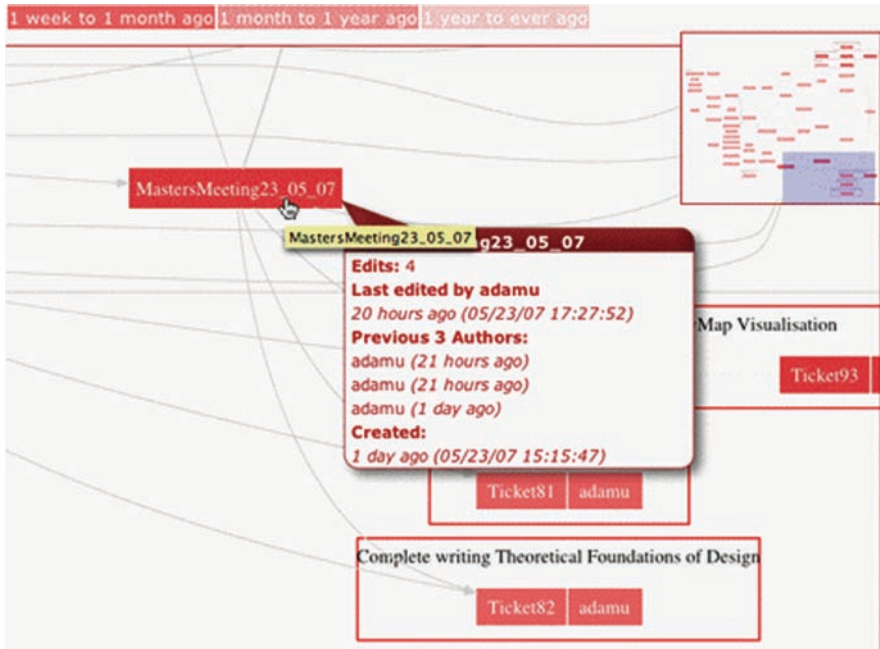 1 week to 1 month ago 1 month to 1 year ago 1 year to ever ago
MastersMeeting23_05_07
MastersMeeting23_05_07 g23_05_07
Edits: 4
Last edited by adamu
20 hours ago (05/23/07 17:27:52)
Previous 3 Authors:
adamu (21 hours ago)
adamu (21 hours ago)
adamu (1 day ago)
Created:
1 day ago (05/23/07 15:15:47)
Map Visualisation
Ticket93
Ticket81 adamu
Complete writing Theoretical Foundations of Design
Ticket82 adamu